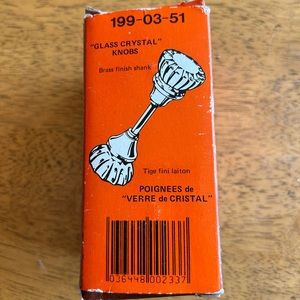 199-03-51
"GLASS CRYSTAL"
KNOBS
Brass finish shank
Tige fini laiton
POIGNEES de
"VERRE de CRISTAL"
036448 002337